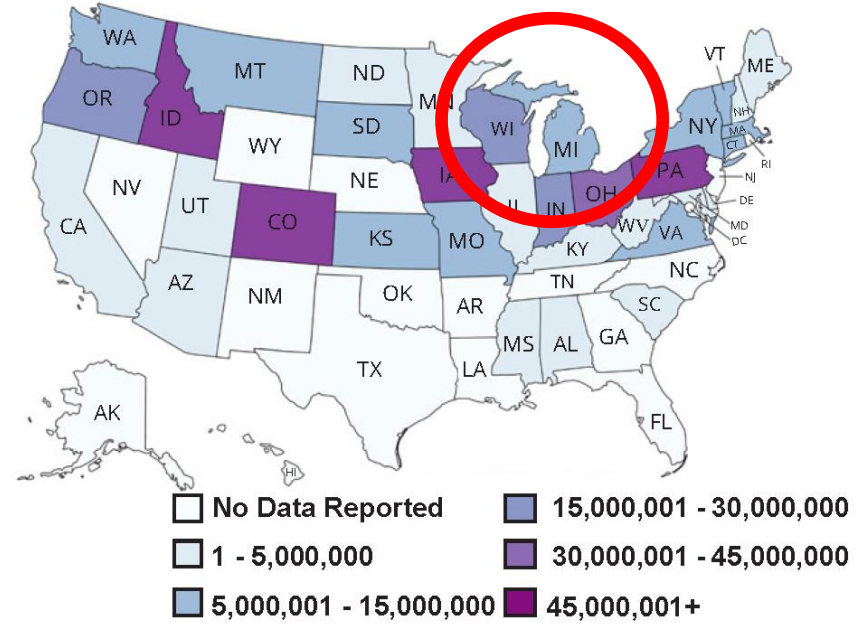 WA
MT
ND
MN
OR
ID
WY
SD
WI
MI
NY
VT
ME
NH
MA
CT
RI
NJ
DE
MD
DC
NV
UT
CO
NE
IA
IL
IN
OH
PA
CA
AZ
NM
KS
MO
KY
WV
VA
OK
AR
TN
NC
SC
TX
LA
MS
AL
GA
FL
AK
HI
No Data Reported
1 - 5,000,000
5,000,001 - 15,000,000
15,000,001 - 30,000,000
30,000,001 - 45,000,000
45,000,001+